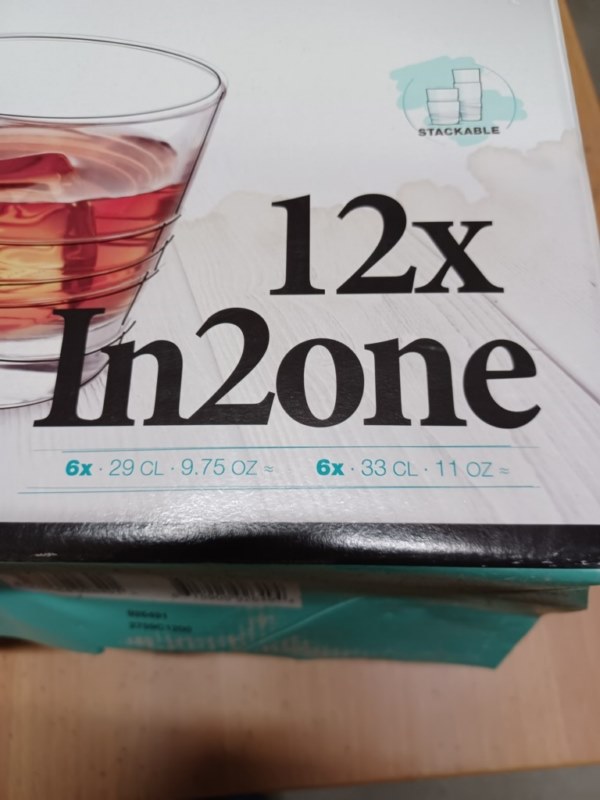 STACKABLE
12x
In2one
6x · 29 CL · 9.75 OZ ≈ 6x · 33 CL · 11 OZ ≈